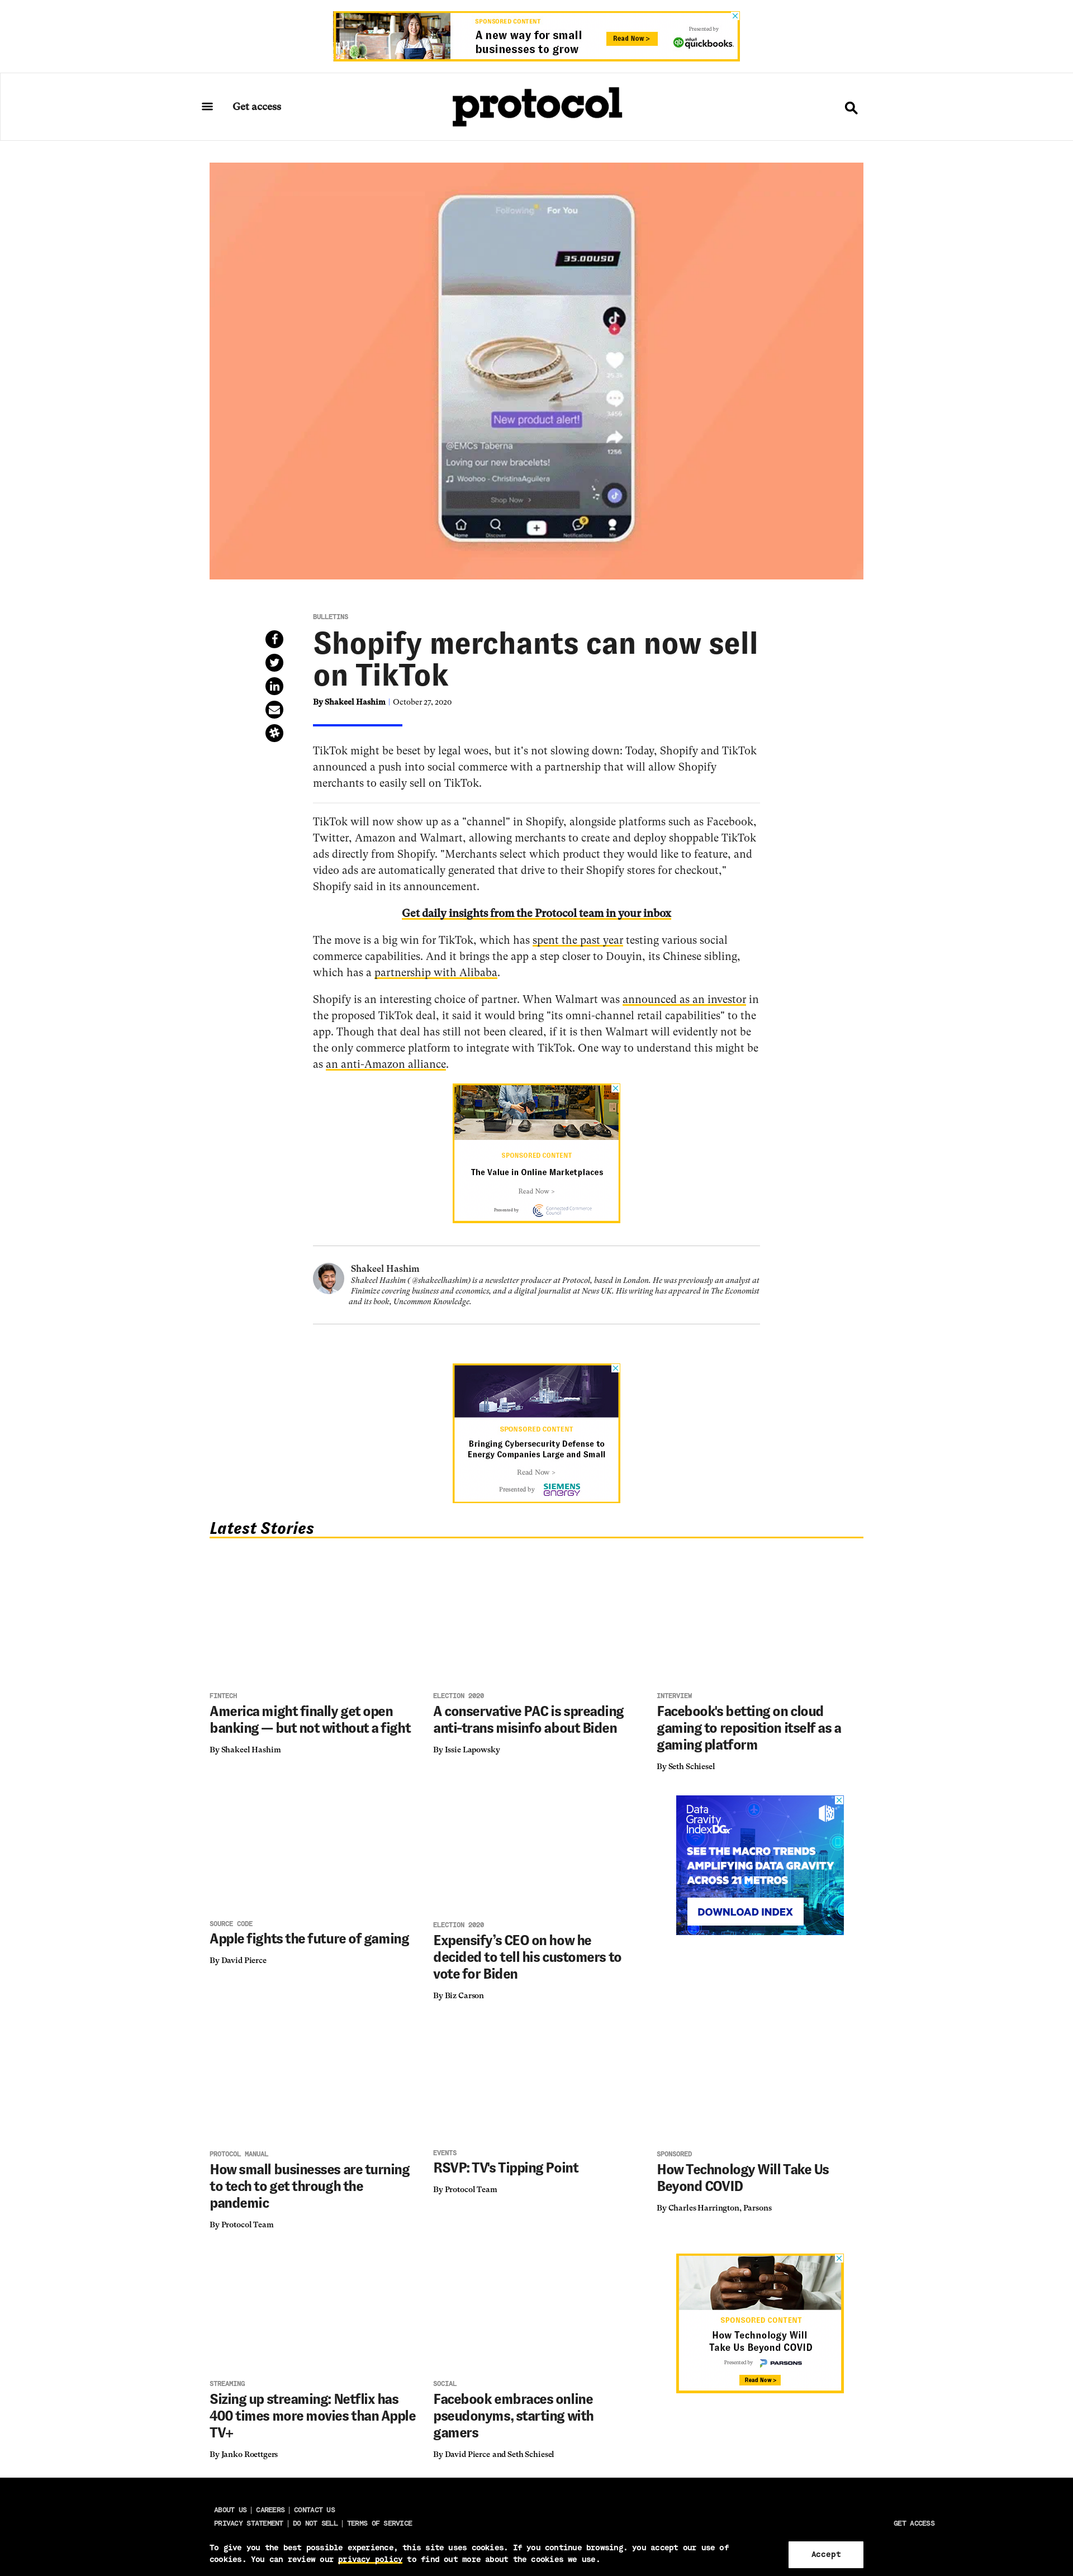 SPONSORED CONTENT
A new way for small
businesses to grow
Read Now >
Presented by
intuit
quickbooks.
Get access
protocol
Following
For You
35.00USD
25.3k
New product alert!
3456
@EMCs Taberna
1256
Loving our new bracelets!
Woohoo - ChristinaAguilera
Shop Now >
Home
Discover
Notifications
Me
BULLETINS
Shopify merchants can now sell
on TikTok
By Shakeel Hashim | October 27, 2020
TikTok might be beset by legal woes, but it's not slowing down: Today, Shopify and TikTok
announced a push into social commerce with a partnership that will allow Shopify
merchants to easily sell on TikTok.
TikTok will now show up as a "channel" in Shopify, alongside platforms such as Facebook,
Twitter, Amazon and Walmart, allowing merchants to create and deploy shoppable TikTok
ads directly from Shopify. "Merchants select which product they would like to feature, and
video ads are automatically generated that drive to their Shopify stores for checkout,"
Shopify said in its announcement.
Get daily insights from the Protocol team in your inbox
The move is a big win for TikTok, which has spent the past year testing various social
commerce capabilities. And it brings the app a step closer to Douyin, its Chinese sibling,
which has a partnership with Alibaba.
Shopify is an interesting choice of partner. When Walmart was announced as an investor in
the proposed TikTok deal, it said it would bring "its omni-channel retail capabilities" to the
app. Though that deal has still not been cleared, if it is then Walmart will evidently not be
the only commerce platform to integrate with TikTok. One way to understand this might be
as an anti-Amazon alliance.
SPONSORED CONTENT
The Value in Online Marketplaces
Read Now >
Presented by
Connected Commerce
Council
Shakeel Hashim
Shakeel Hashim ( @shakeelhashim) is a newsletter producer at Protocol, based in London. He was previously an analyst at
Finimize covering business and economics, and a digital journalist at News UK. His writing has appeared in The Economist
and its book, Uncommon Knowledge.
SPONSORED CONTENT
Bringing Cybersecurity Defense to
Energy Companies Large and Small
Read Now >
Presented by
SIEMENS
energy
Latest Stories
FINTECH
America might finally get open
banking — but not without a fight
By Shakeel Hashim
ELECTION 2020
A conservative PAC is spreading
anti-trans misinfo about Biden
By Issie Lapowsky
INTERVIEW
Facebook's betting on cloud
gaming to reposition itself as a
gaming platform
By Seth Schiesel
SOURCE CODE
Apple fights the future of gaming
By David Pierce
ELECTION 2020
Expensify's CEO on how he
decided to tell his customers to
vote for Biden
By Biz Carson
Data
Gravity
Index DGx
SEE THE MACRO TRENDS
AMPLIFYING DATA GRAVITY
ACROSS 21 METROS
DOWNLOAD INDEX
PROTOCOL MANUAL
How small businesses are turning
to tech to get through the
pandemic
By Protocol Team
EVENTS
RSVP: TV's Tipping Point
By Protocol Team
SPONSORED
How Technology Will Take Us
Beyond COVID
By Charles Harrington, Parsons
STREAMING
Sizing up streaming: Netflix has
400 times more movies than Apple
TV+
By Janko Roettgers
SOCIAL
Facebook embraces online
pseudonyms, starting with
gamers
By David Pierce and Seth Schiesel
SPONSORED CONTENT
How Technology Will
Take Us Beyond COVID
Presented by
PARSONS
Read Now >
ABOUT US | CAREERS | CONTACT US
PRIVACY STATEMENT | DO NOT SELL | TERMS OF SERVICE
GET ACCESS
To give you the best possible experience, this site uses cookies. If you continue browsing. you accept our use of
cookies. You can review our privacy policy to find out more about the cookies we use.
Accept